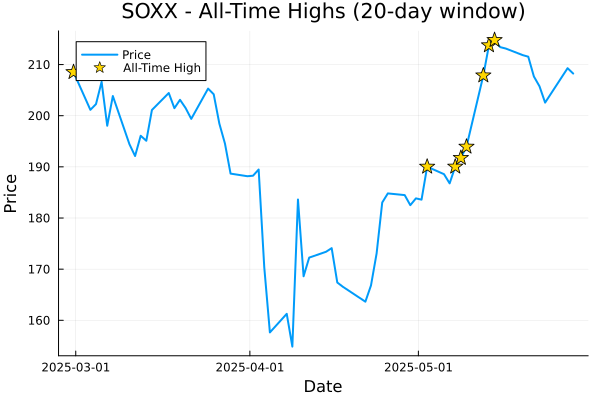 SOXX - All-Time Highs (20-day window)
Price
All-Time High
210
200
190
180
170
160
Price
2025-03-01
2025-04-01
2025-05-01
Date